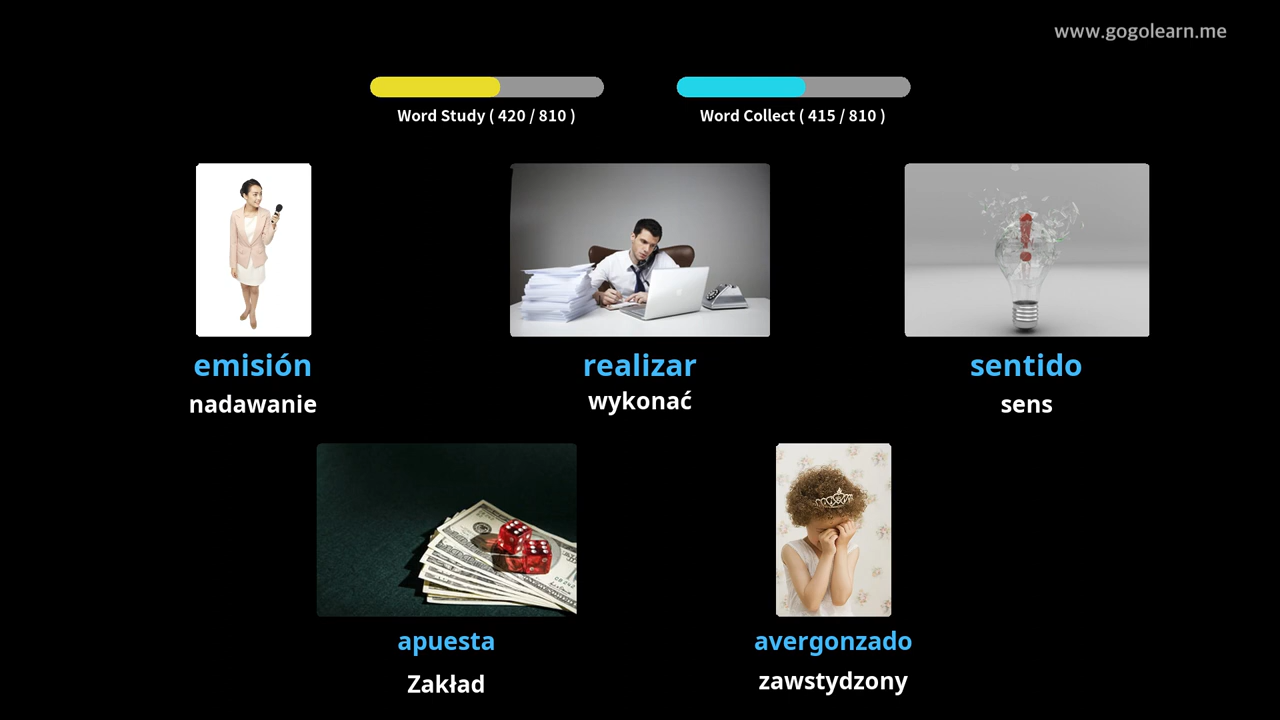 www.gogolearn.me
Word Study ( 420 / 810 )
Word Collect ( 415 / 810 )
emisión
nadawanie
realizar
wykonać
sentido
sens
apuesta
Zakład
avergonzado
zawstydzony